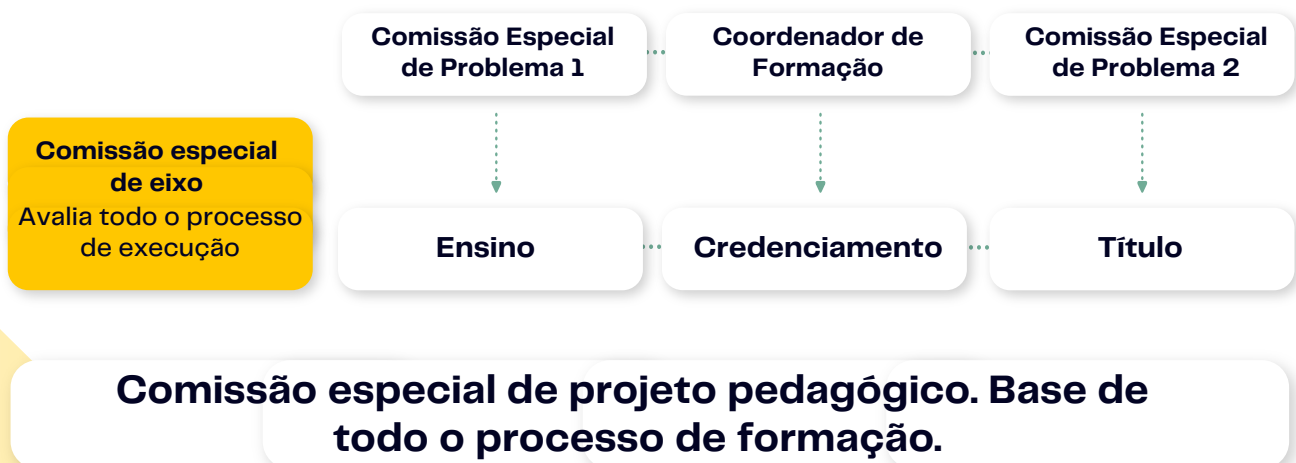 Comissão Especial
de Problema 1
Coordenador de
Formação
Comissão Especial
de Problema 2
Comissão especial
de eixo
Avalia todo o processo
de execução
Ensino
Credenciamento
Título
Comissão especial de projeto pedagógico. Base de
todo o processo de formação.